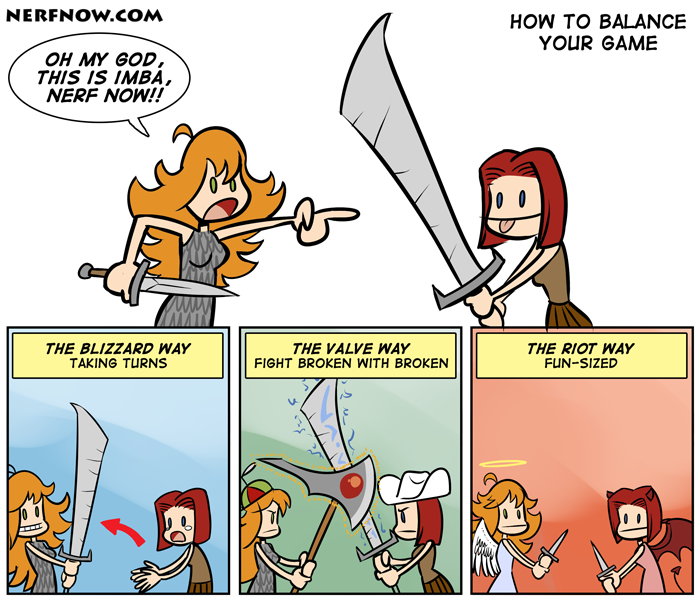 NERFNOW.COM
HOW TO BALANCE
YOUR GAME
OH MY GOD,
THIS IS IMBA,
NERF NOW!!
THE BLIZZARD WAY
TAKING TURNS
THE VALVE WAY
FIGHT BROKEN WITH BROKEN
THE RIOT WAY
FUN-SIZED